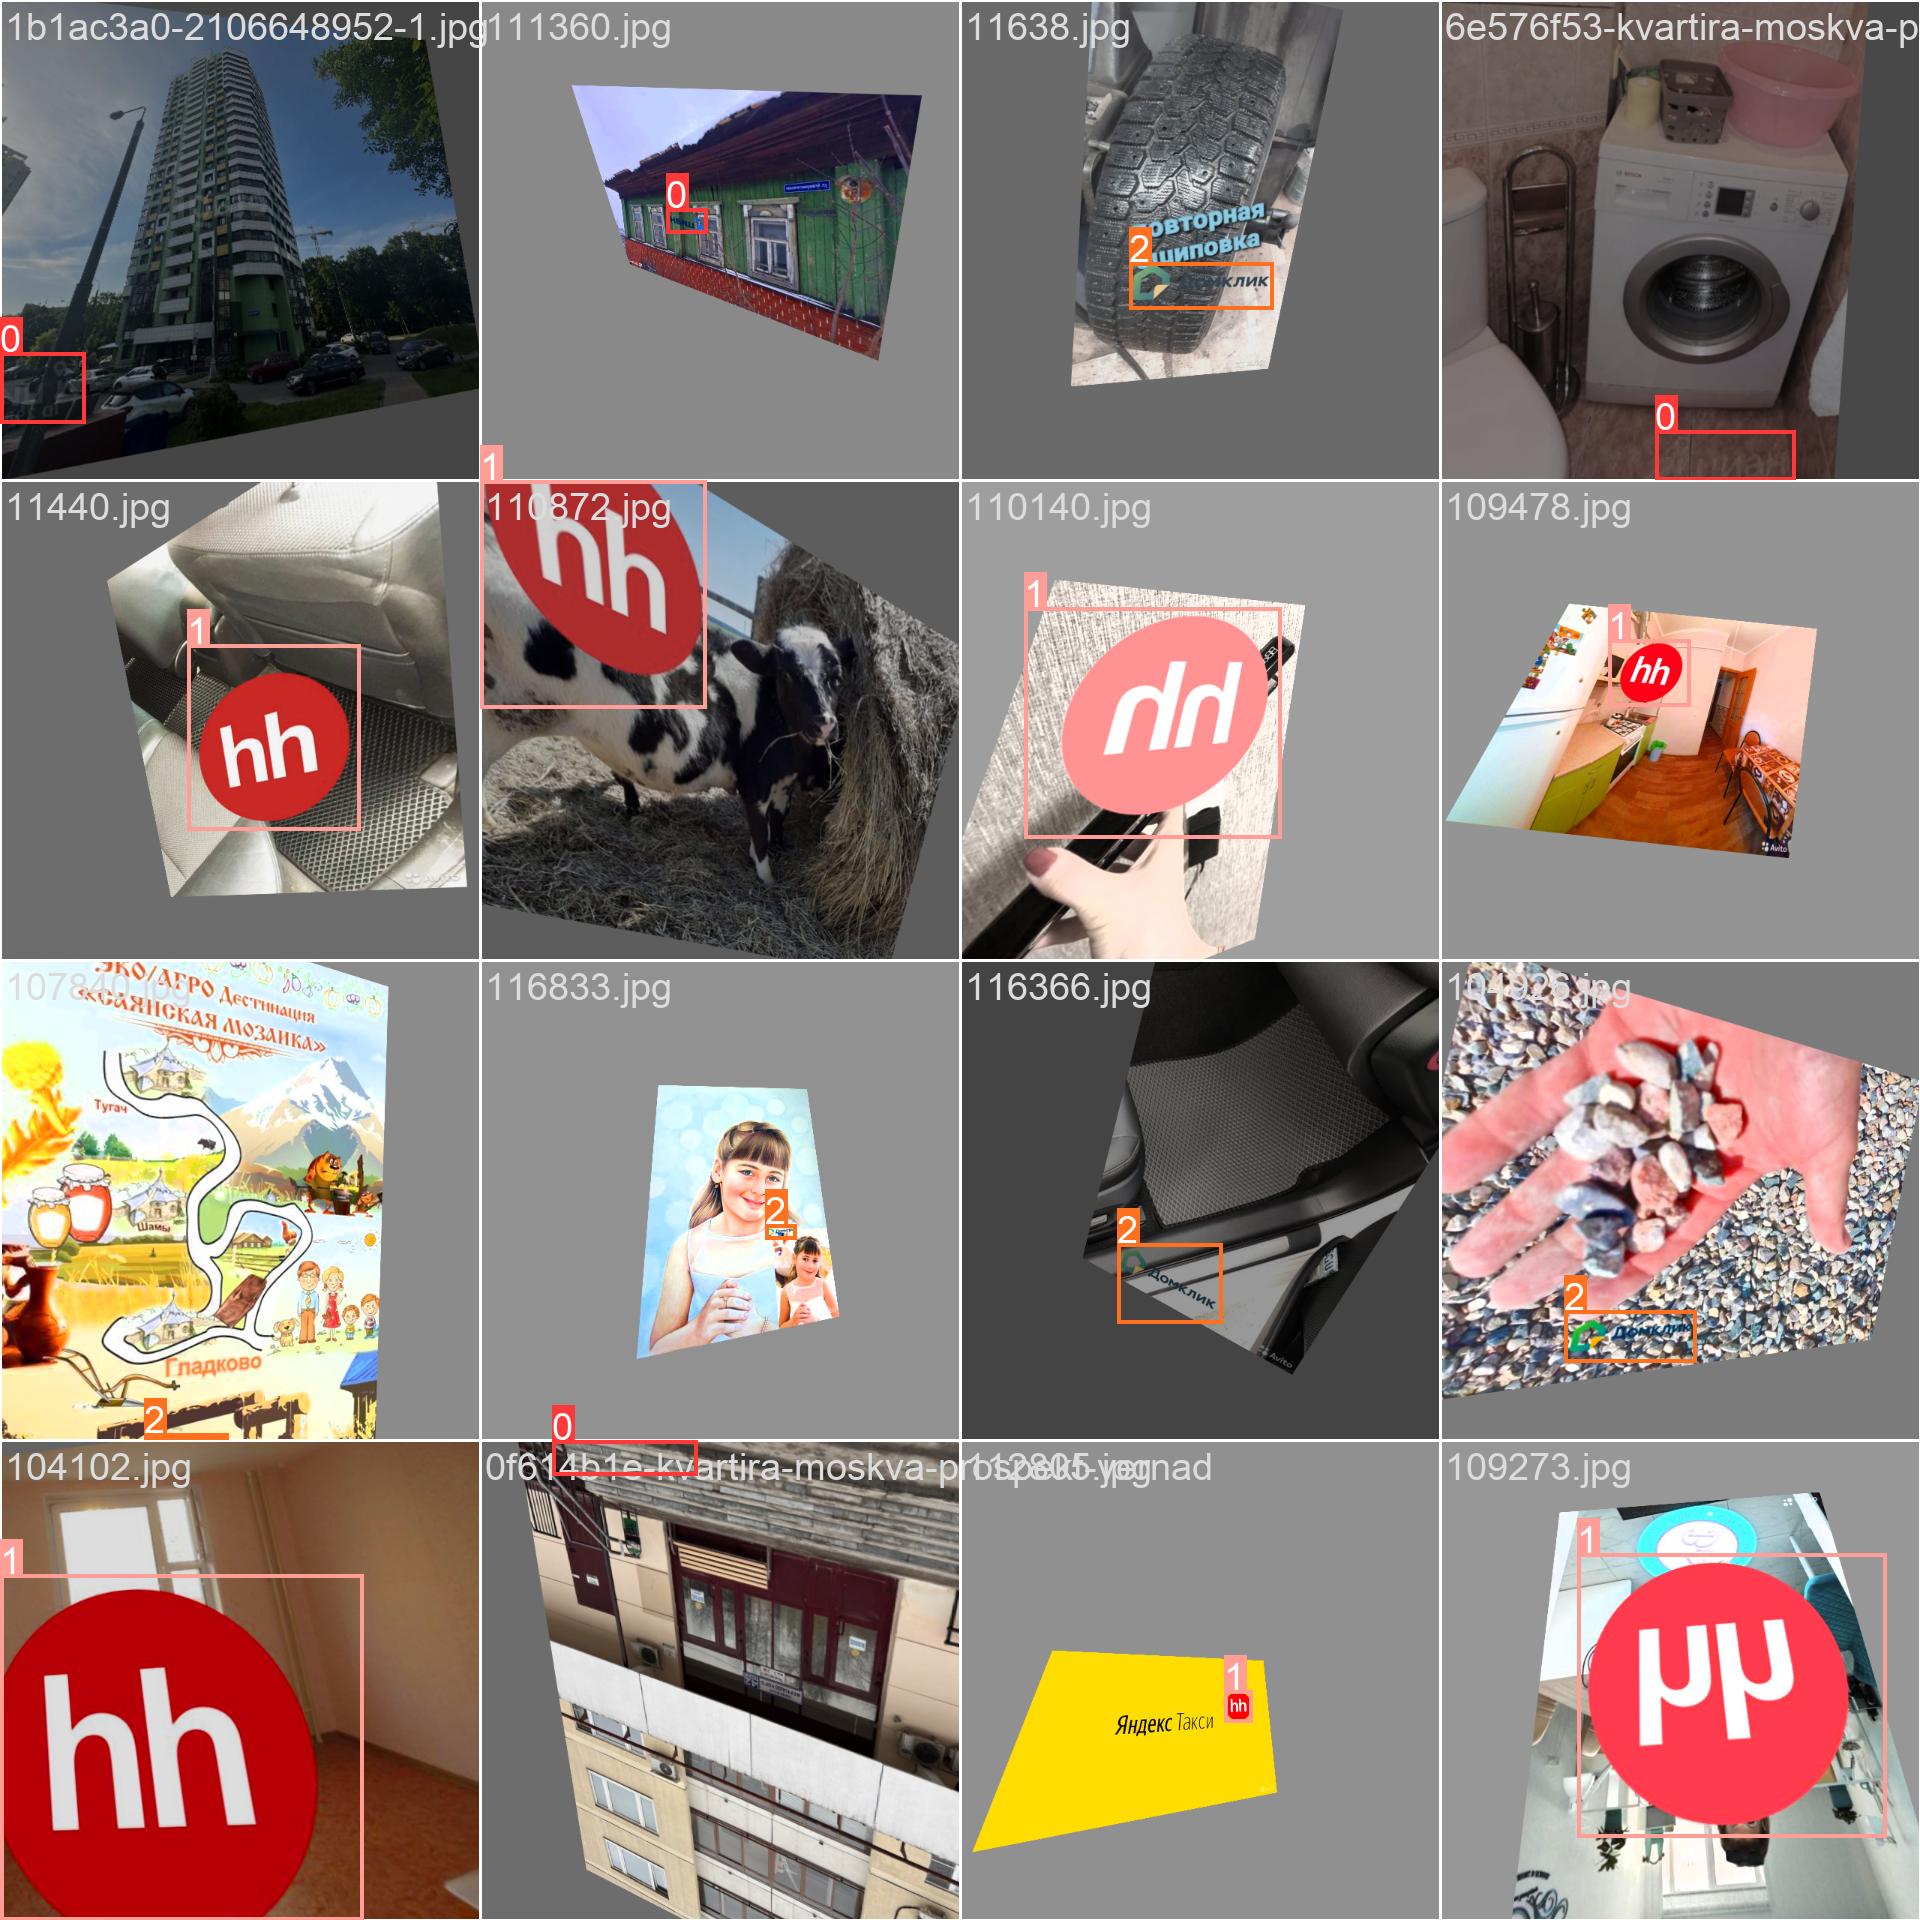 1b1ac3a0-2106648952-1.jpg
111360.jpg
11638.jpg
6e576f53-kvartira-moskva-p
0
0
2
повторная
шиповка
Домклик
BOSCH
0
1
11440.jpg
110872.jpg
110140.jpg
109478.jpg
1
hh
hh
1
hh
1
hh
Avito
Avito
107840.jpg
116833.jpg
116366.jpg
104926.jpg
ЭКО/АГРО Дестинация
«САЯНСКАЯ МОЗАИКА»
Тугач
Шамы
Гладково
2
2
2
Домклик
Avito
2
Домклик
104102.jpg
0f614b1e-kvartira-moskva-prospekt-vernad
112805.jpg
109273.jpg
1
hh
0
1
hh
Яндекс Такси
1
hh